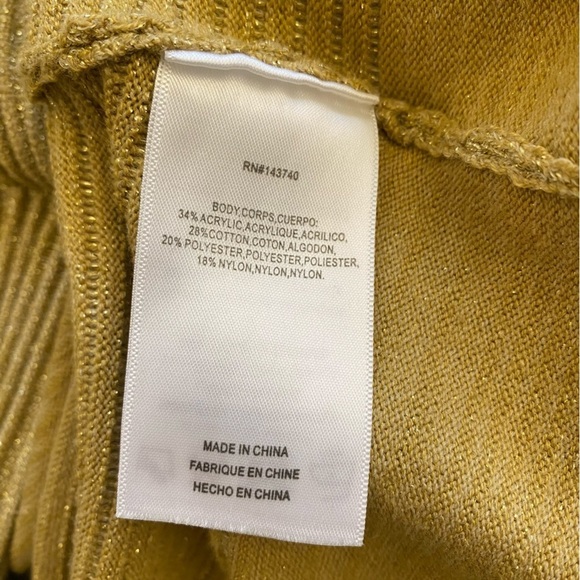 RN#143740
BODY,CORPS,CUERPO:
34% ACRYLIC,ACRYLIQUE,ACRILICO,
28%COTTON,COTON,ALGODON,
20% POLYESTER,POLYESTER,POLIESTER,
18% NYLON,NYLON,NYLON.
MADE IN CHINA
FABRIQUE EN CHINE
HECHO EN CHINA